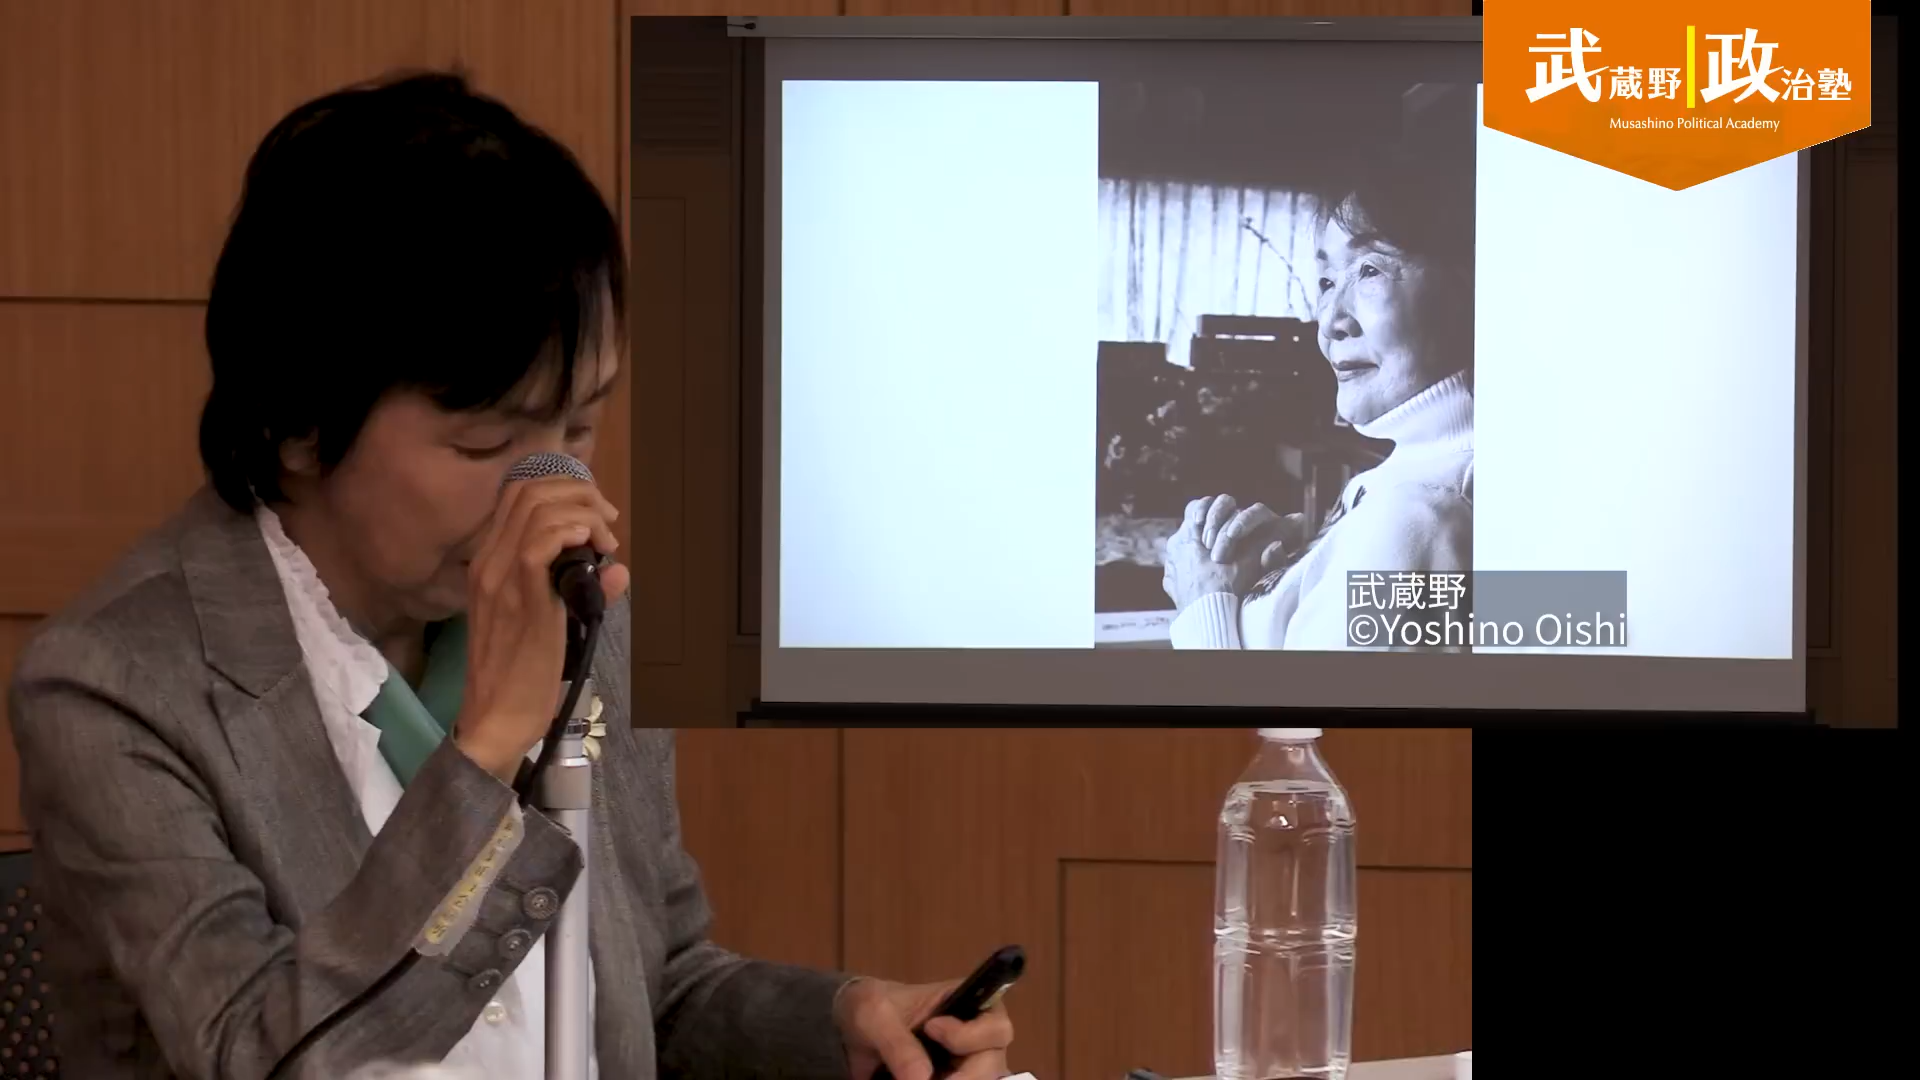 武蔵野政治塾
Musashino Political Academy
武蔵野
©Yoshino Oishi